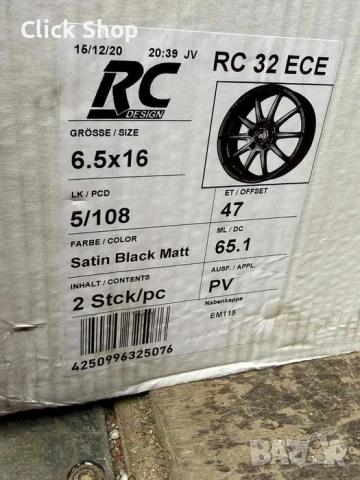 Click Shop
15/12/20 20:39 JV
RC
DESIGN
RC 32 ECE
GRÖSSE / SIZE
6.5x16
LK / PCD
5/108
ET / OFFSET
47
FARBE / COLOR
Satin Black Matt
ML / DC
65.1
INHALT / CONTENTS
2 Stck/pc
AUSF. / APPL.
PV
Nabenkappe
EM115
4250996325076
BAZAR